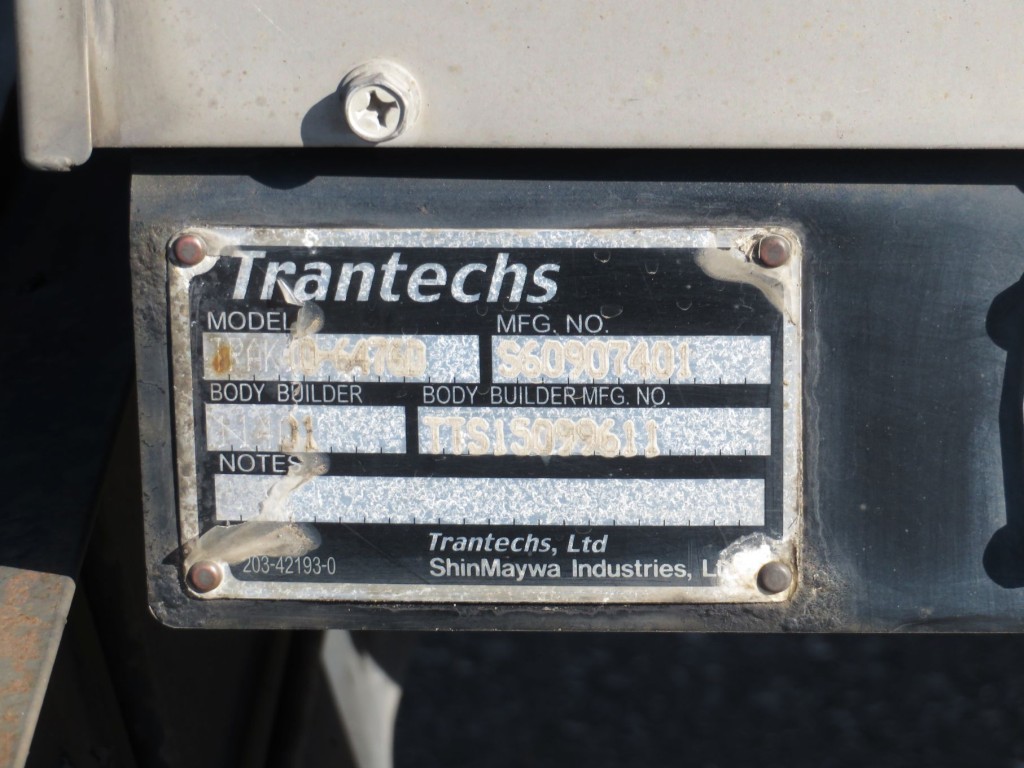 Trantechs
MODEL MFG. NO.
S60907401
BODY BUILDER BODY BUILDER MFG. NO.
TTS15099611
NOTES
Trantechs, Ltd
203-42193-0 ShinMaywa Industries,